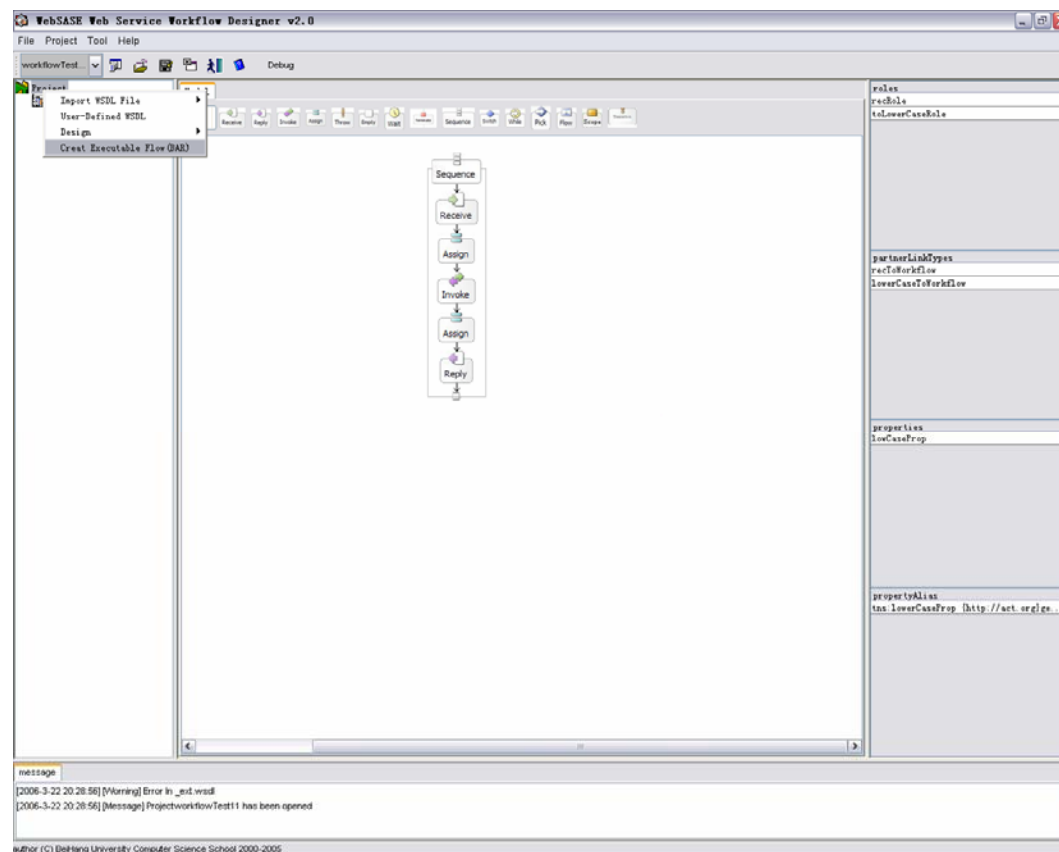 WebSASE Web Service Workflow Designer v2.0
File Project Tool Help
workflowTest...
Debug
Project
Import WSDL File
User-Defined WSDL
Design
Creat Executable Flow(BAR)
Receive Reply Invoke Assign Throw Empty Wait Sequence Switch While Pick Flow Scope
Sequence
Receive
Assign
Invoke
Assign
Reply
roles
recRole
toLowerCaseRole
partnerLinkTypes
recToWorkflow
lowerCaseToWorkflow
properties
lowCaseProp
propertyAlias
tns:lowerCaseProp [http://act.org]ge...
message
[2006-3-22 20:28:56] [Warning] Error In _ext.wsdl
[2006-3-22 20:28:56] [Message] ProjectworkflowTest11 has been opened
author (C) BeiHang University Computer Science School 2000-2005